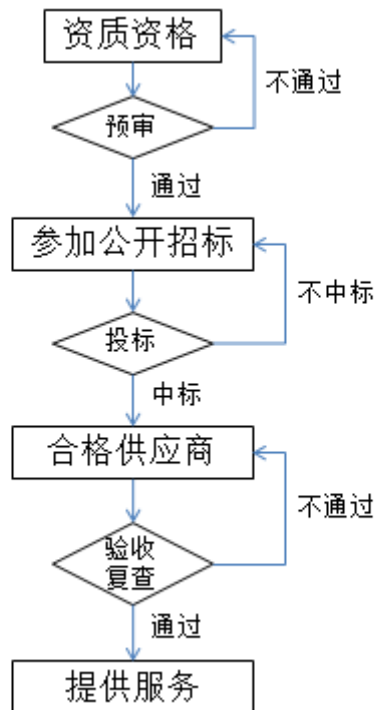 资质资格
不通过
预审
通过
参加公开招标
不中标
投标
中标
合格供应商
不通过
验收
复查
通过
提供服务